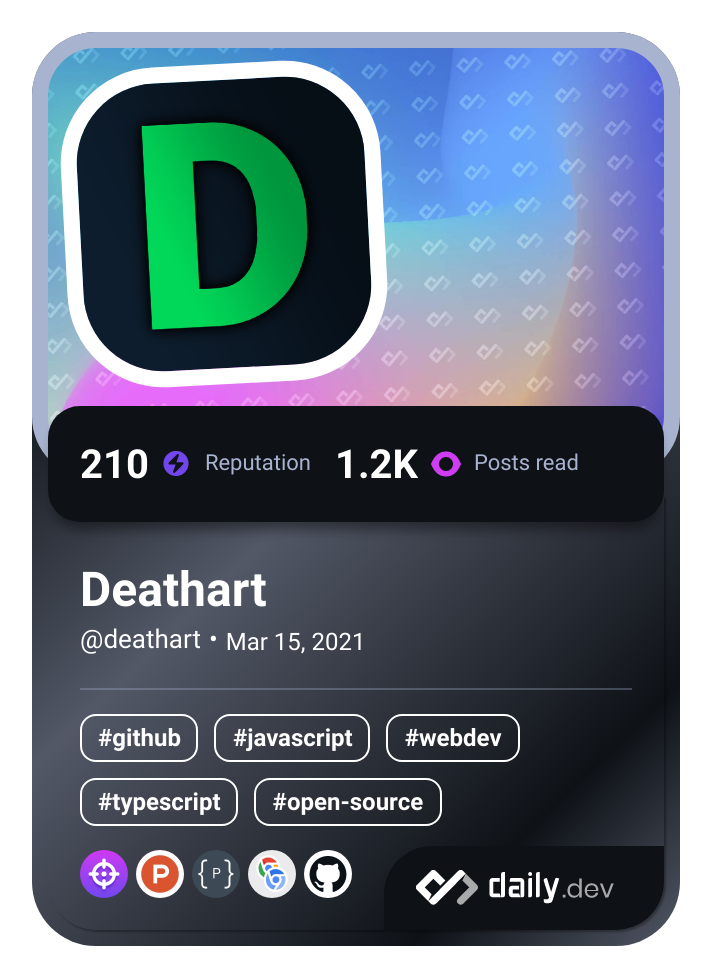 D
210 Reputation 1.2K Posts read
Deathart
@deathart • Mar 15, 2021
#github #javascript #webdev
#typescript #open-source
P {P} daily.dev